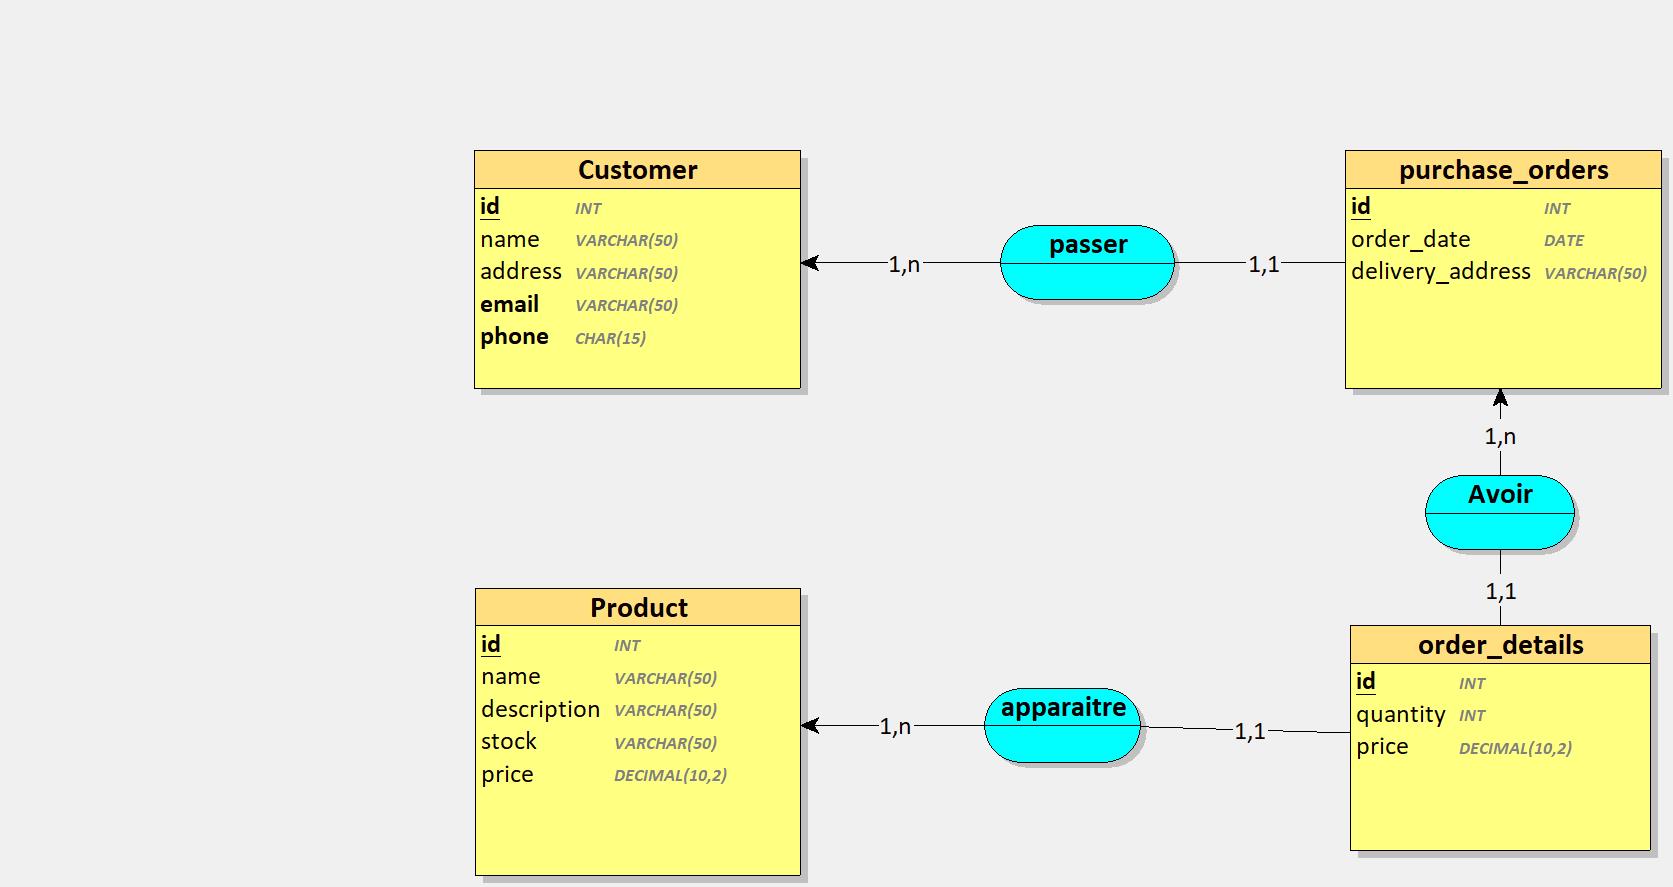 Customer
id INT
name VARCHAR(50)
address VARCHAR(50)
email VARCHAR(50)
phone CHAR(15)
1,n
passer
1,1
purchase_orders
id INT
order_date DATE
delivery_address VARCHAR(50)
1,n
Avoir
1,1
Product
id INT
name VARCHAR(50)
description VARCHAR(50)
stock VARCHAR(50)
price DECIMAL(10,2)
1,n
apparaitre
1,1
order_details
id INT
quantity INT
price DECIMAL(10,2)